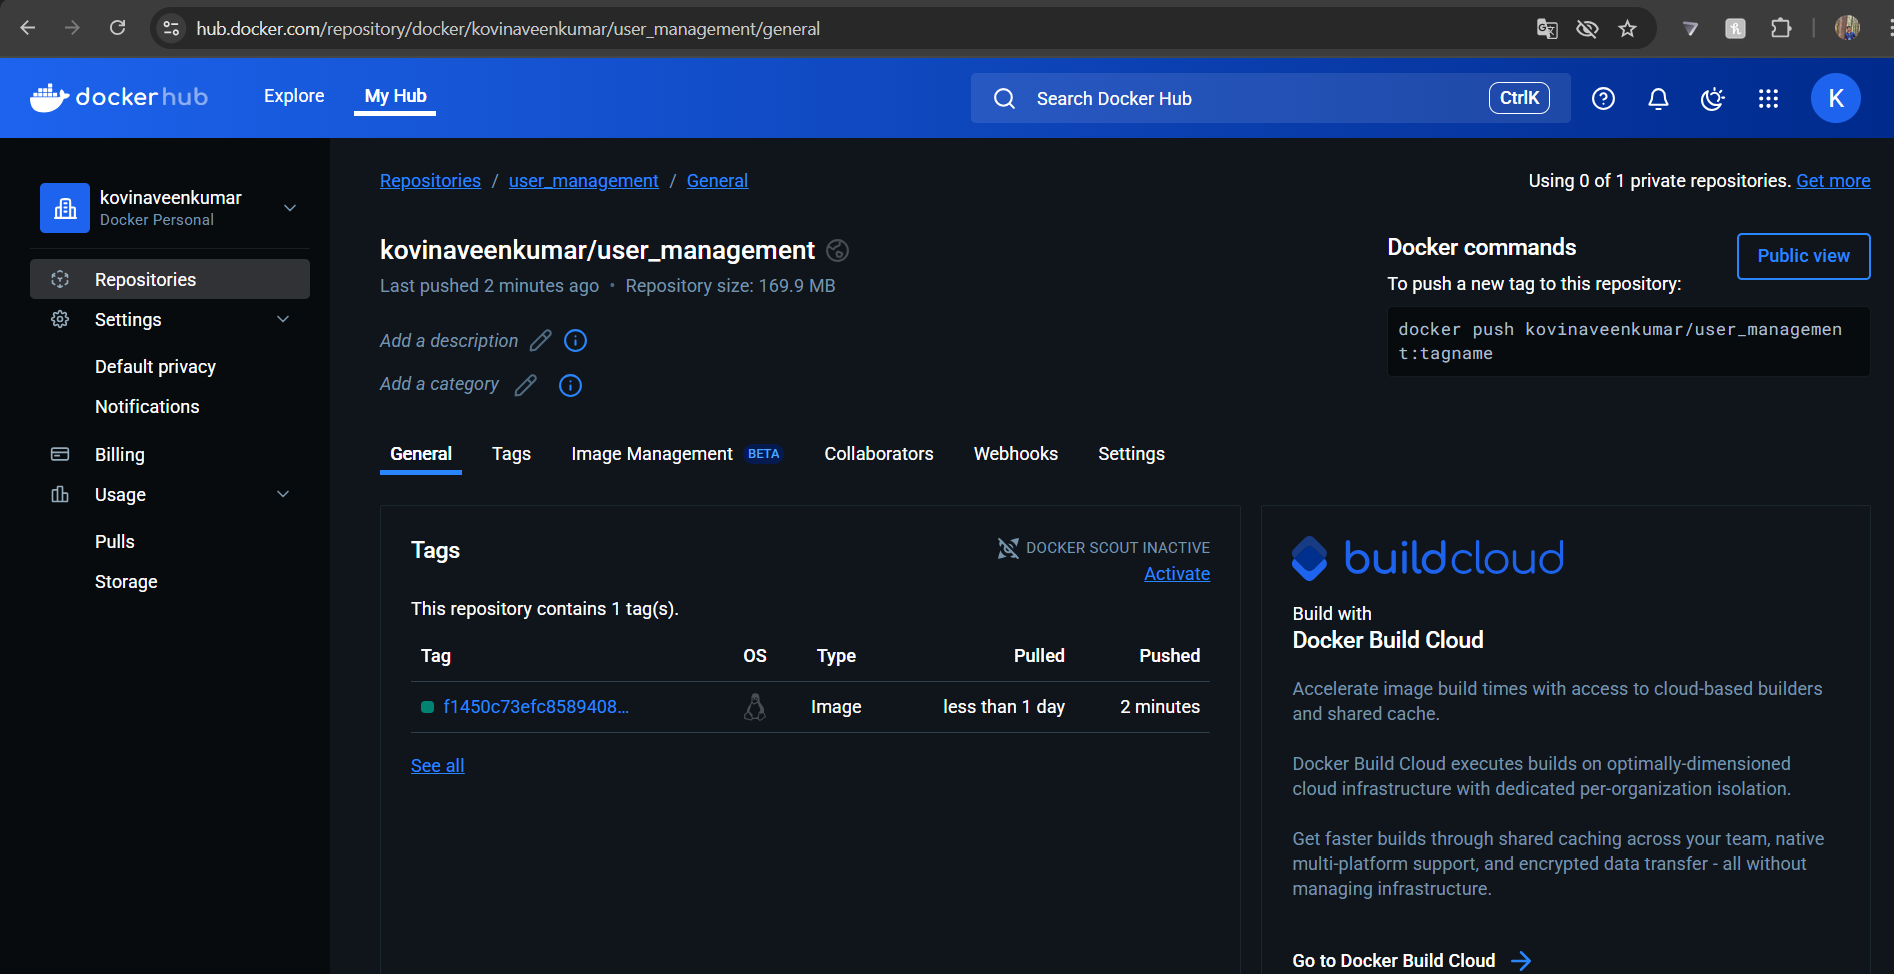 hub.docker.com/repository/docker/kovinaveenkumar/user_management/general
dockerhub
Explore
My Hub
Search Docker Hub
CtrlK
K
kovinaveenkumar
Docker Personal
Repositories
Settings
Default privacy
Notifications
Billing
Usage
Pulls
Storage
Repositories / user_management / General
Using 0 of 1 private repositories. Get more
kovinaveenkumar/user_management
Last pushed 2 minutes ago • Repository size: 169.9 MB
Add a description
Add a category
Docker commands
Public view
To push a new tag to this repository:
docker push kovinaveenkumar/user_managemen
t:tagname
General
Tags
Image Management BETA
Collaborators
Webhooks
Settings
Tags
DOCKER SCOUT INACTIVE
Activate
This repository contains 1 tag(s).
Tag OS Type Pulled Pushed
f1450c73efc8589408... Image less than 1 day 2 minutes
See all
buildcloud
Build with
Docker Build Cloud
Accelerate image build times with access to cloud-based builders
and shared cache.
Docker Build Cloud executes builds on optimally-dimensioned
cloud infrastructure with dedicated per-organization isolation.
Get faster builds through shared caching across your team, native
multi-platform support, and encrypted data transfer - all without
managing infrastructure.
Go to Docker Build Cloud